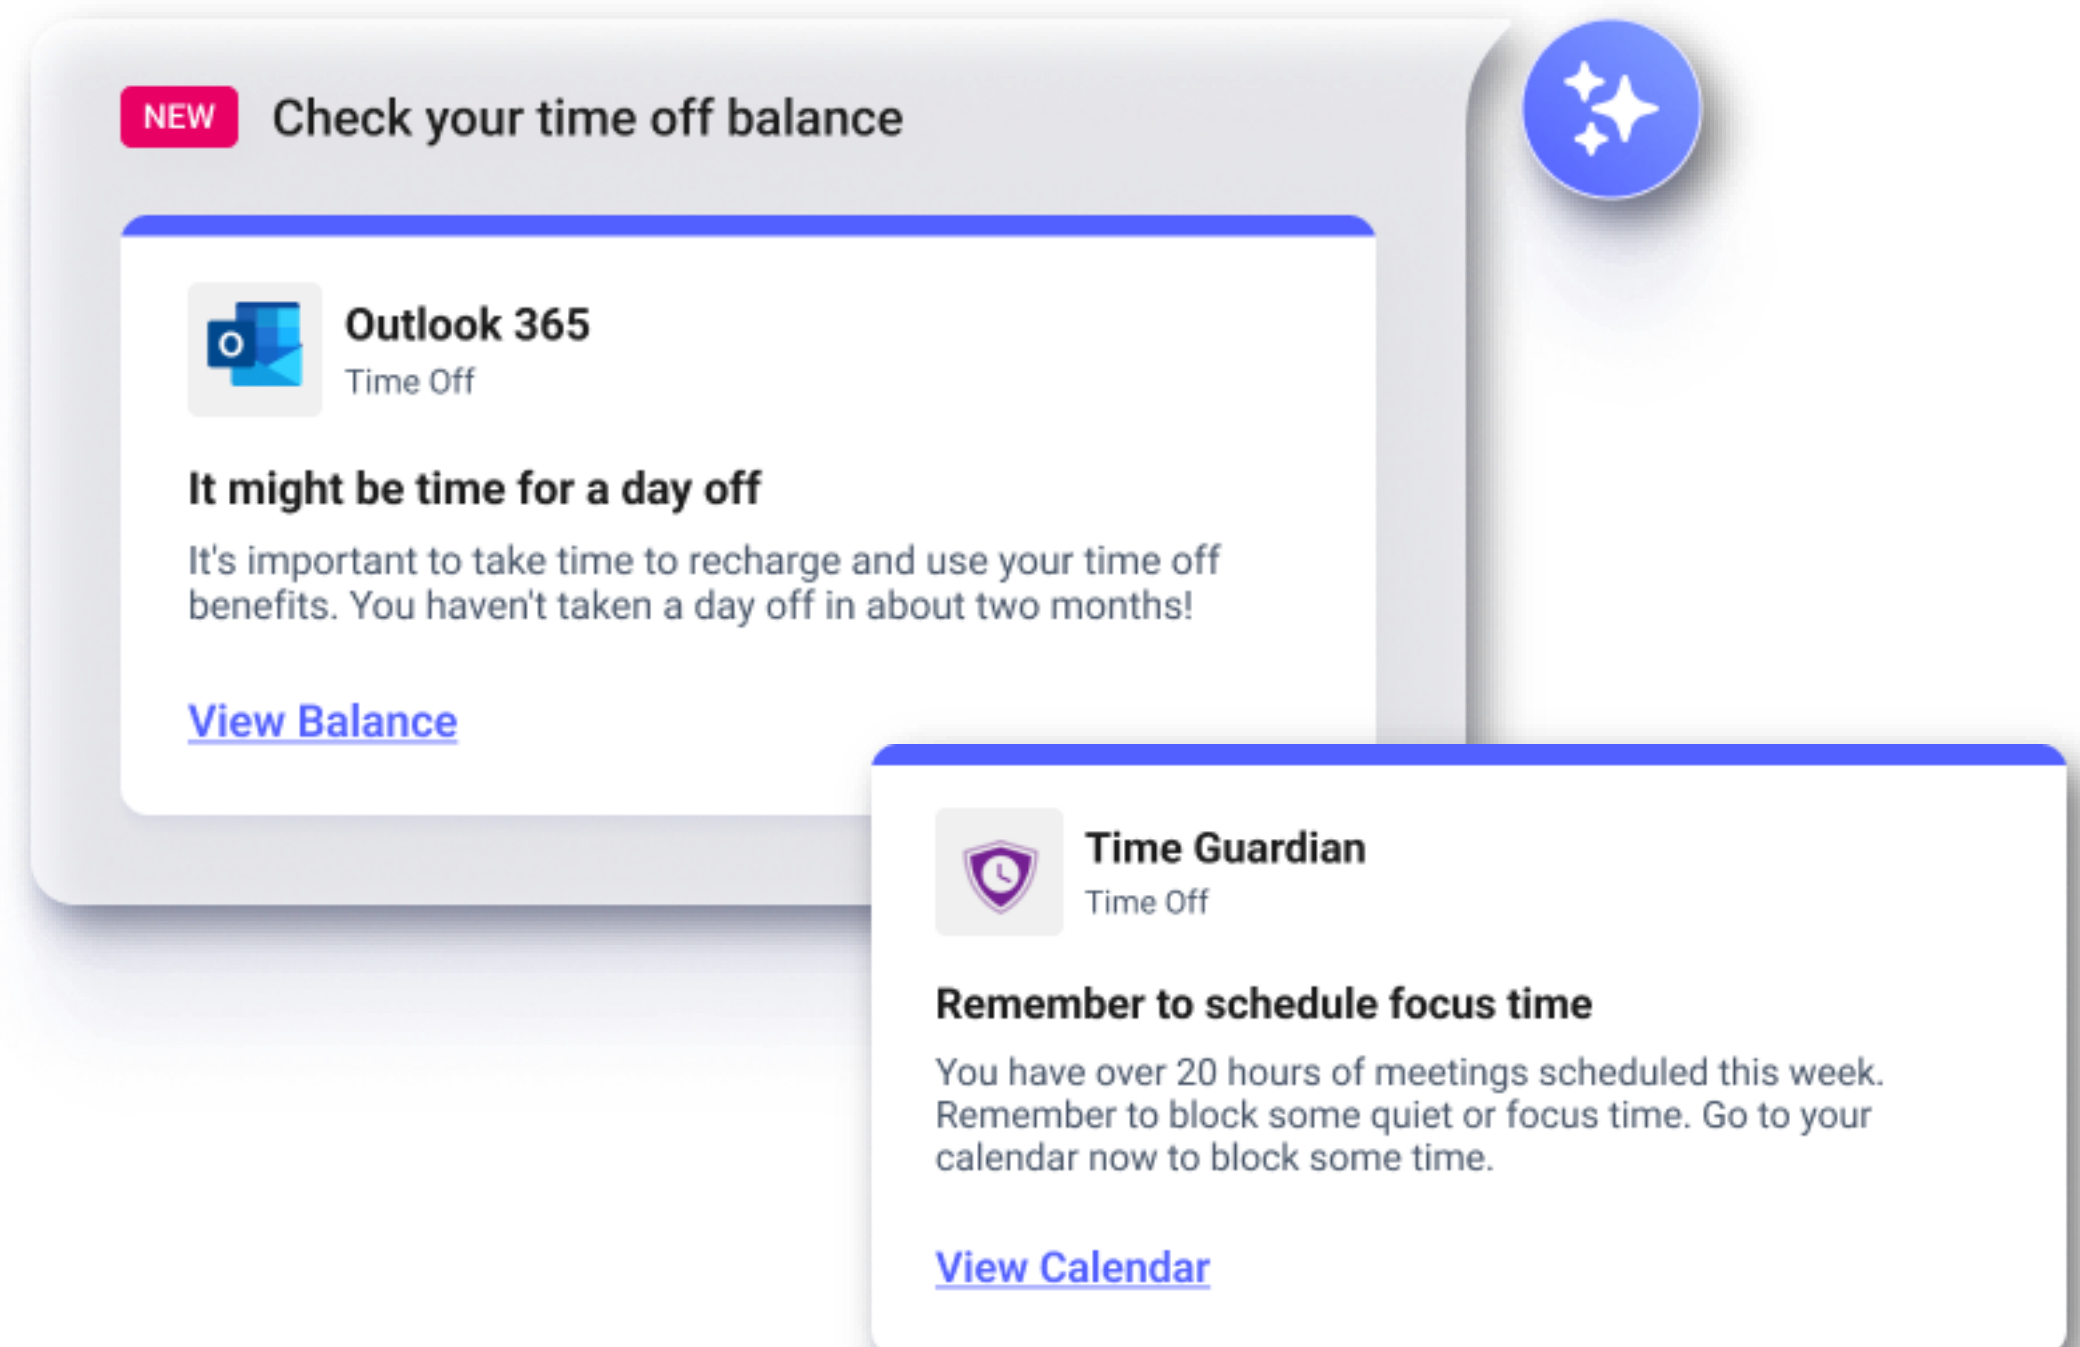 NEW Check your time off balance
O
Outlook 365
Time Off
It might be time for a day off
It's important to take time to recharge and use your time off
benefits. You haven't taken a day off in about two months!
View Balance
Time Guardian
Time Off
Remember to schedule focus time
You have over 20 hours of meetings scheduled this week.
Remember to block some quiet or focus time. Go to your
calendar now to block some time.
View Calendar